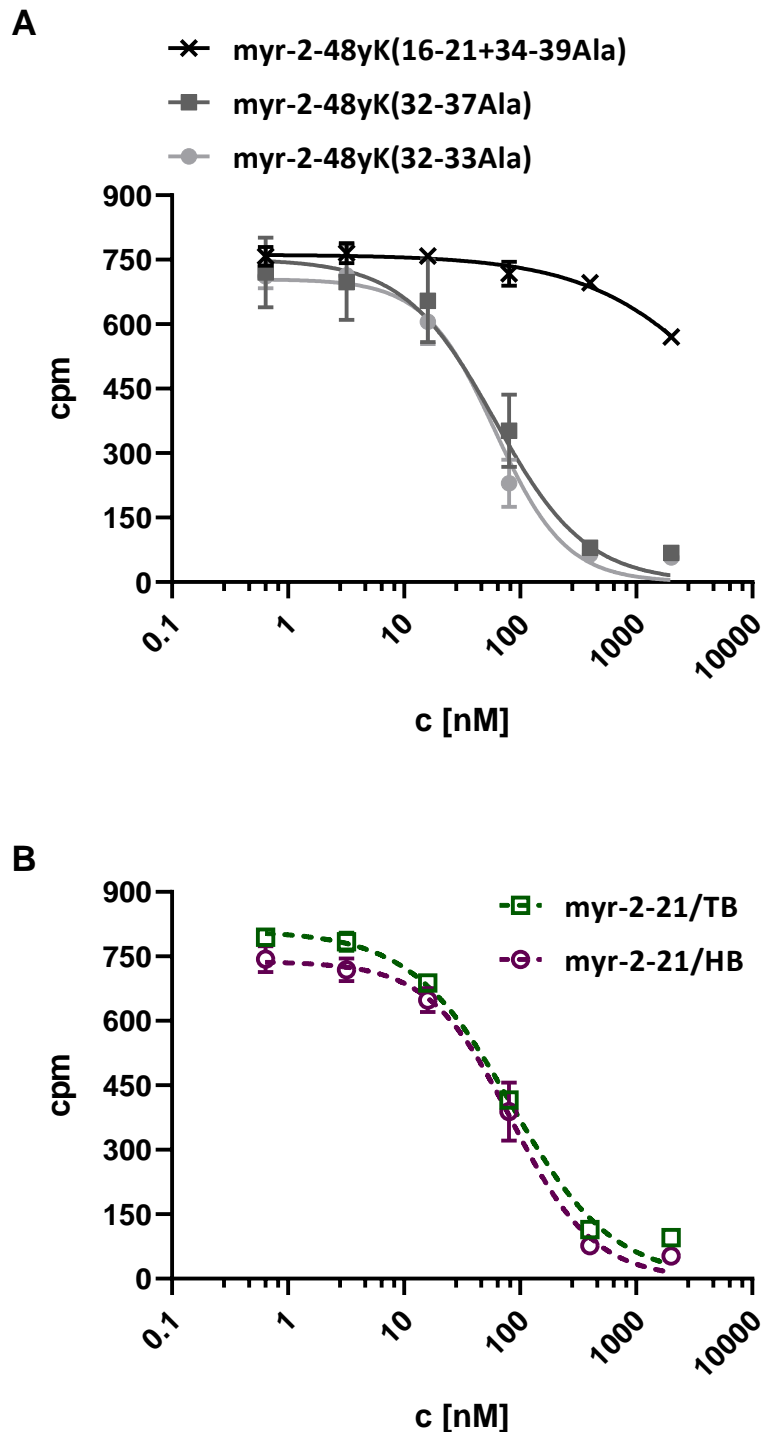 A
myr-2-48yK(16-21+34-39Ala)
myr-2-48yK(32-37Ala)
myr-2-48yK(32-33Ala)
900
750
600
450
300
150
0
cpm
0.1 1 10 100 1000 10000
c [nM]
B
myr-2-21/TB
myr-2-21/HB
900
750
600
450
300
150
0
cpm
0.1 1 10 100 1000 10000
c [nM]